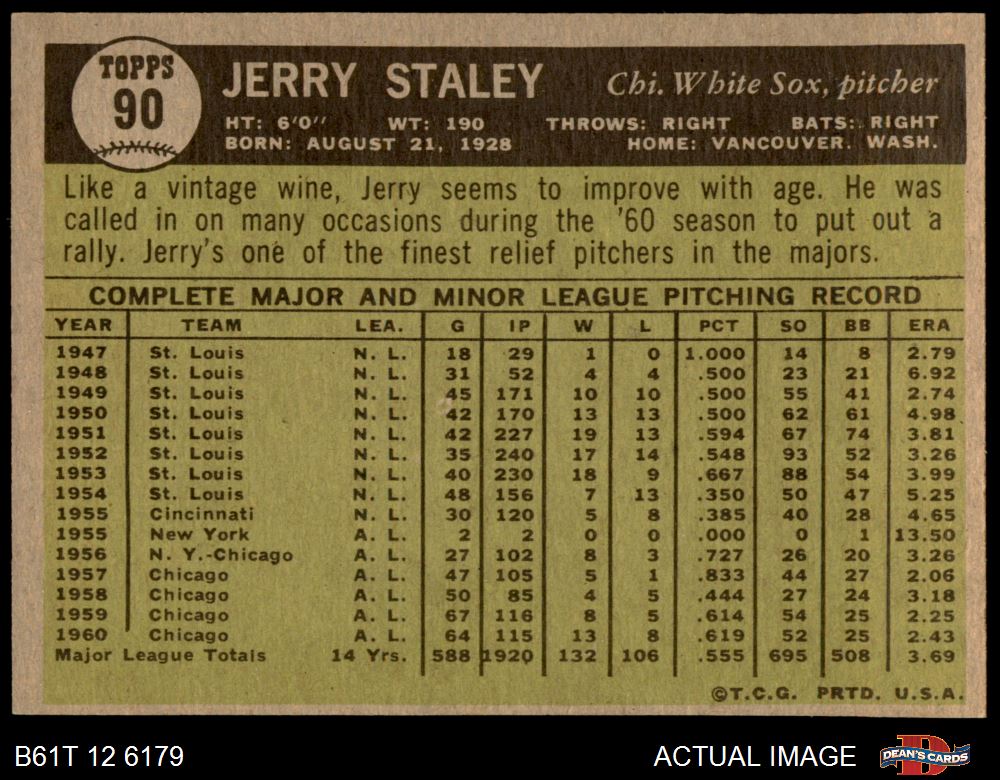 TOPPS
90
JERRY STALEY Chi. White Sox, pitcher
HT: 6'0" WT: 190 THROWS: RIGHT BATS: RIGHT
BORN: AUGUST 21, 1928 HOME: VANCOUVER. WASH.
Like a vintage wine, Jerry seems to improve with age. He was
called in on many occasions during the '60 season to put out a
rally. Jerry's one of the finest relief pitchers in the majors.
COMPLETE MAJOR AND MINOR LEAGUE PITCHING RECORD
YEAR TEAM LEA. G IP W L PCT SO BB ERA
1947 St. Louis N. L. 18 29 1 0 1.000 14 8 2.79
1948 St. Louis N. L. 31 52 4 4 .500 23 21 6.92
1949 St. Louis N. L. 45 171 10 10 .500 55 41 2.74
1950 St. Louis N. L. 42 170 13 13 .500 62 61 4.98
1951 St. Louis N. L. 42 227 19 13 .594 67 74 3.81
1952 St. Louis N. L. 35 240 17 14 .548 93 52 3.26
1953 St. Louis N. L. 40 230 18 9 .667 88 54 3.99
1954 St. Louis N. L. 48 156 7 13 .350 50 47 5.25
1955 Cincinnati N. L. 30 120 5 8 .385 40 28 4.65
1955 New York A. L. 2 2 0 0 .000 0 1 13.50
1956 N. Y.-Chicago A. L. 27 102 8 3 .727 26 20 3.26
1957 Chicago A. L. 47 105 5 1 .833 44 27 2.06
1958 Chicago A. L. 50 85 4 5 .444 27 24 3.18
1959 Chicago A. L. 67 116 8 5 .614 54 25 2.25
1960 Chicago A. L. 64 115 13 8 .619 52 25 2.43
Major League Totals 14 Yrs. 588 1920 132 106 .555 695 508 3.69
©T.C.G. PRTD. U.S.A.
B61T 12 6179 ACTUAL IMAGE DEAN'S CARDS